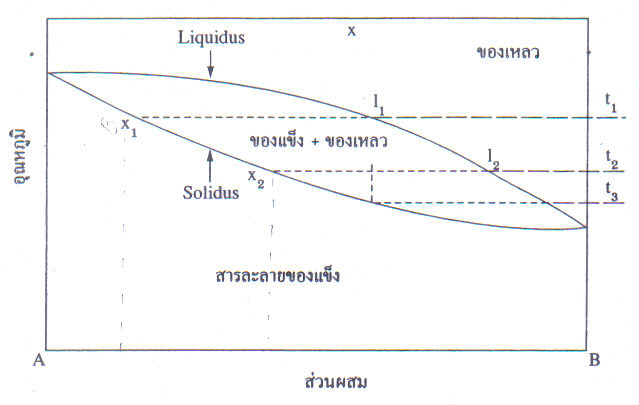 x
Liquidus
ของเหลว
l1
t1
x1
ของแข็ง + ของเหลว
l2
t2
x2
Solidus
t3
อุณหภูมิ
สารละลายของแข็ง
A
B
ส่วนผสม